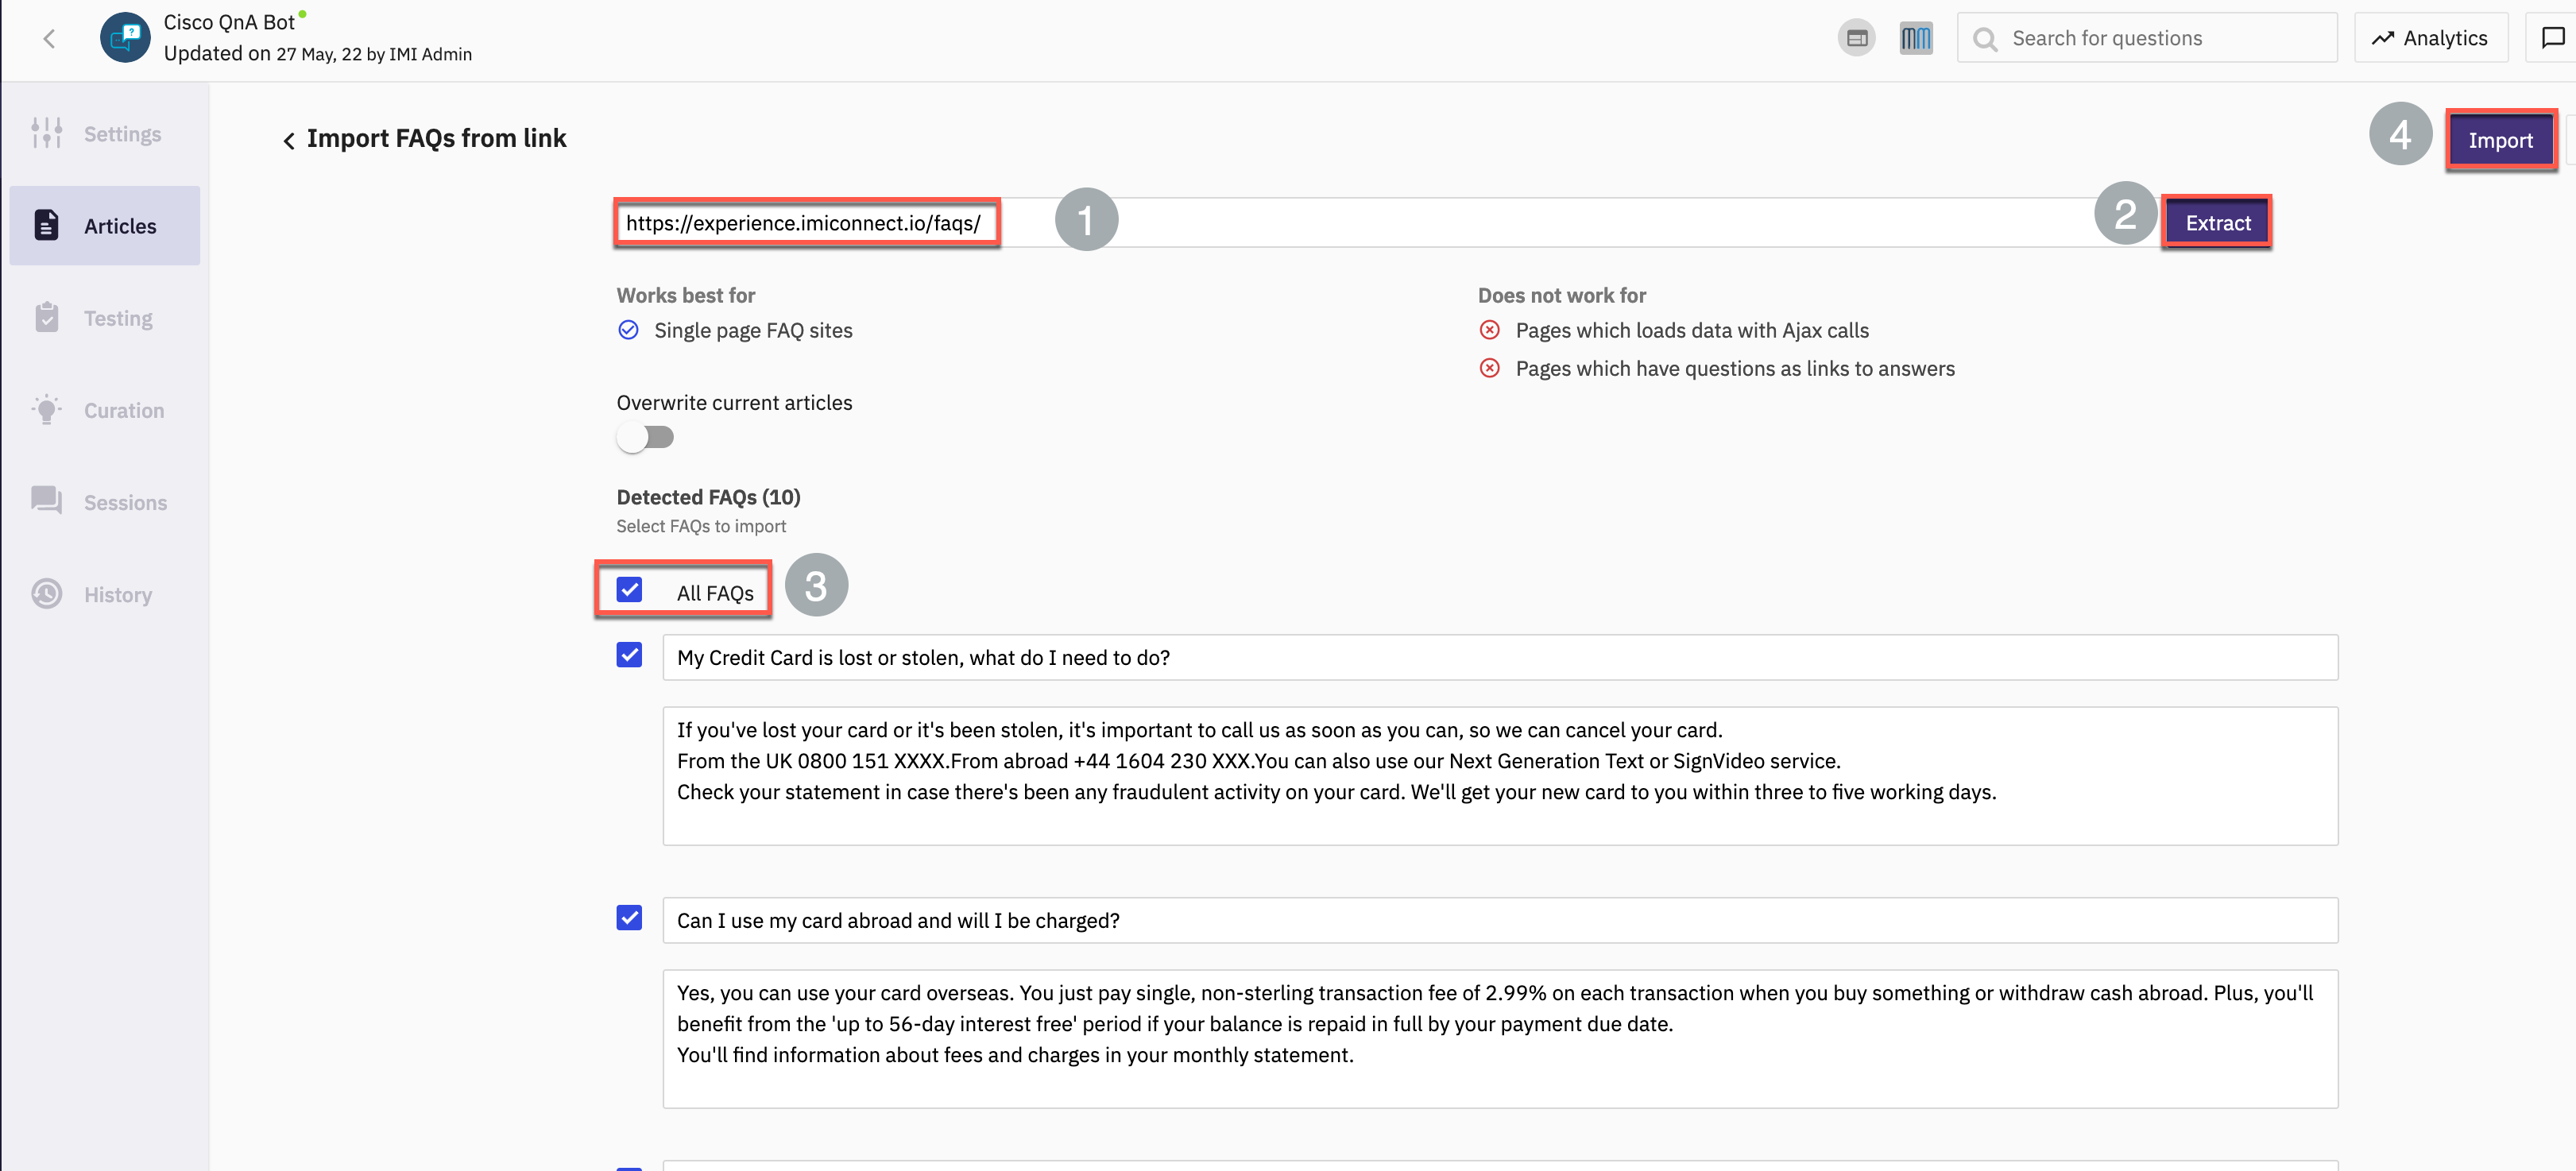 Cisco QnA Bot
Updated on 27 May, 22 by IMI Admin
Search for questions
Analytics
Settings
Articles
Testing
Curation
Sessions
History
Import FAQs from link
4
Import
https://experience.imiconnect.io/faqs/
1
2
Extract
Works best for
Single page FAQ sites
Does not work for
Pages which loads data with Ajax calls
Pages which have questions as links to answers
Overwrite current articles
Detected FAQs (10)
Select FAQs to import
All FAQs
3
My Credit Card is lost or stolen, what do I need to do?
If you've lost your card or it's been stolen, it's important to call us as soon as you can, so we can cancel your card.
From the UK 0800 151 XXXX.From abroad +44 1604 230 XXX.You can also use our Next Generation Text or SignVideo service.
Check your statement in case there's been any fraudulent activity on your card. We'll get your new card to you within three to five working days.
Can I use my card abroad and will I be charged?
Yes, you can use your card overseas. You just pay single, non-sterling transaction fee of 2.99% on each transaction when you buy something or withdraw cash abroad. Plus, you'll
benefit from the 'up to 56-day interest free' period if your balance is repaid in full by your payment due date.
You'll find information about fees and charges in your monthly statement.